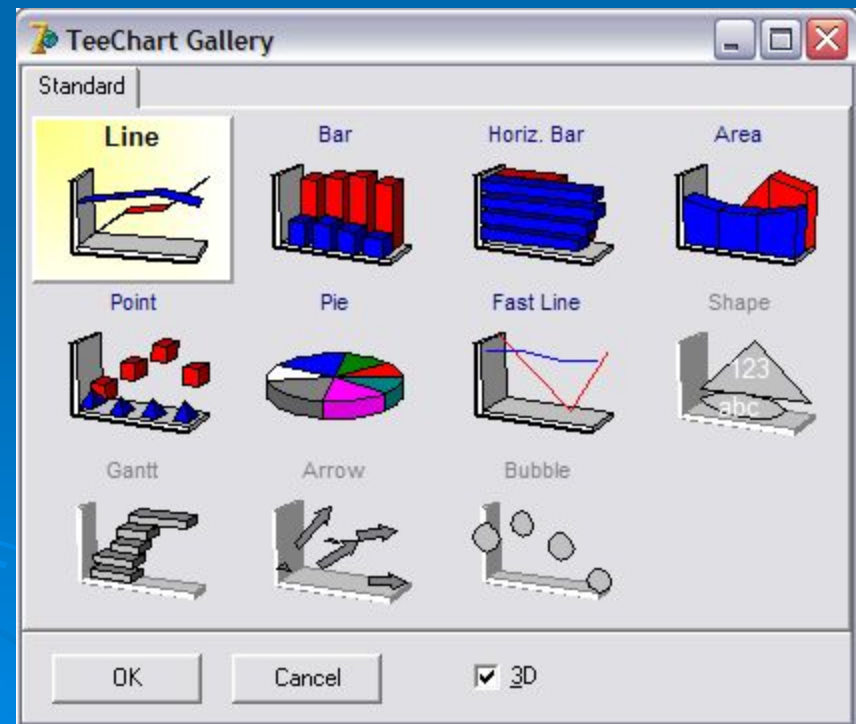 TeeChart Gallery
Standard
Line Bar Horiz. Bar Area
Point Pie Fast Line Shape
123
abc
Gantt Arrow Bubble
OK Cancel 3D